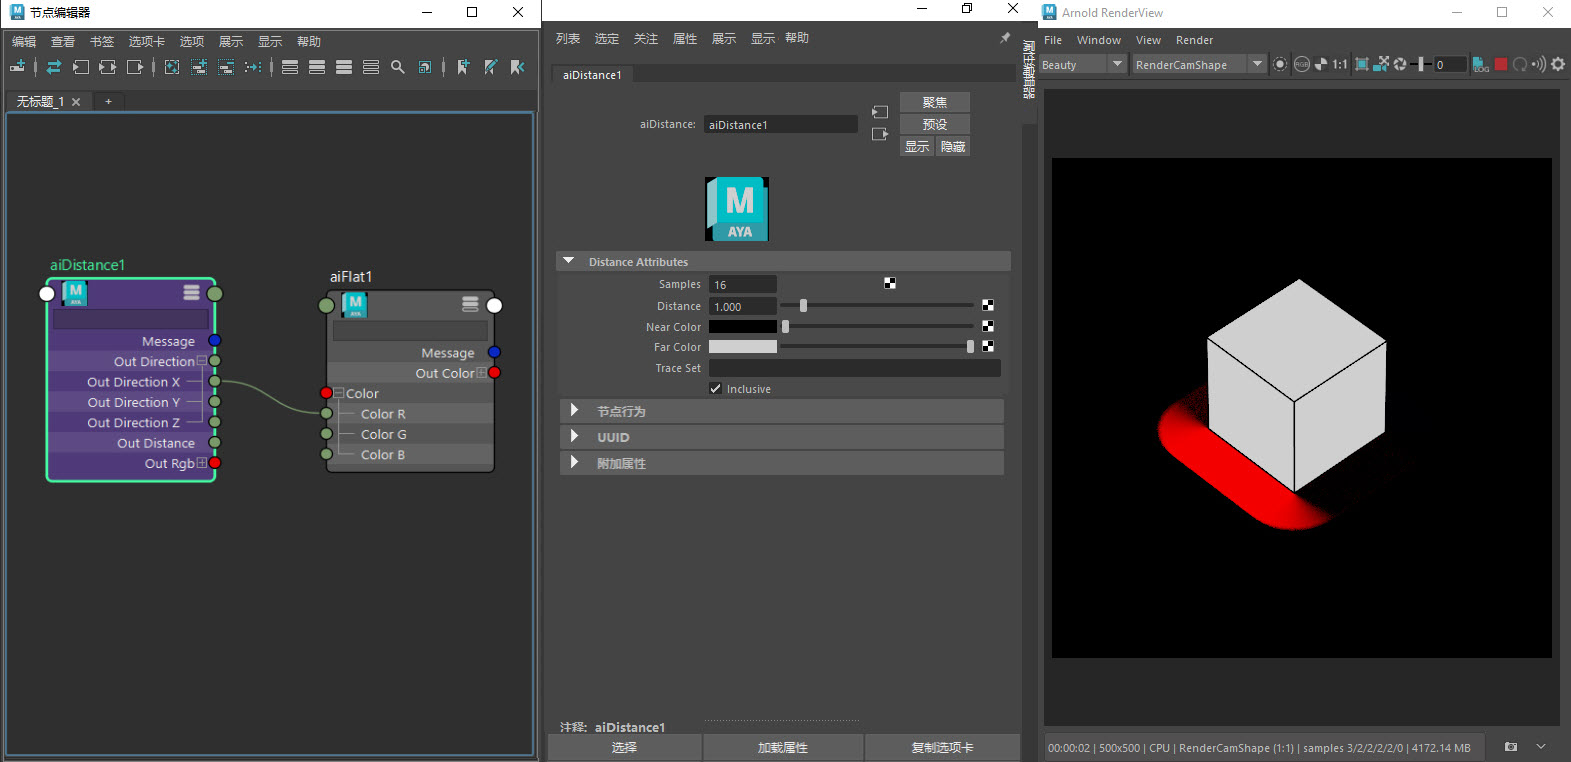 节点编辑器
编辑 查看 书签 选项卡 选项 展示 显示 帮助
无标题_1 × +
aiDistance1
M
AYA
Message
Out Direction
Out Direction X
Out Direction Y
Out Direction Z
Out Distance
Out Rgb
aiFlat1
M
AYA
Message
Out Color
Color
Color R
Color G
Color B
列表 选定 关注 属性 展示 显示 帮助
属性编辑器
aiDistance1
aiDistance: aiDistance1
聚焦
预设
显示 隐藏
M
AYA
Distance Attributes
Samples 16
Distance 1.000
Near Color
Far Color
Trace Set
Inclusive
节点行为
UUID
附加属性
注释: aiDistance1
选择 加载属性 复制选项卡
Arnold RenderView
File Window View Render
Beauty RenderCamShape RGB 1:1 0 LOG
00:00:02 | 500x500 | CPU | RenderCamShape (1:1) | samples 3/2/2/2/2/0 | 4172.14 MB